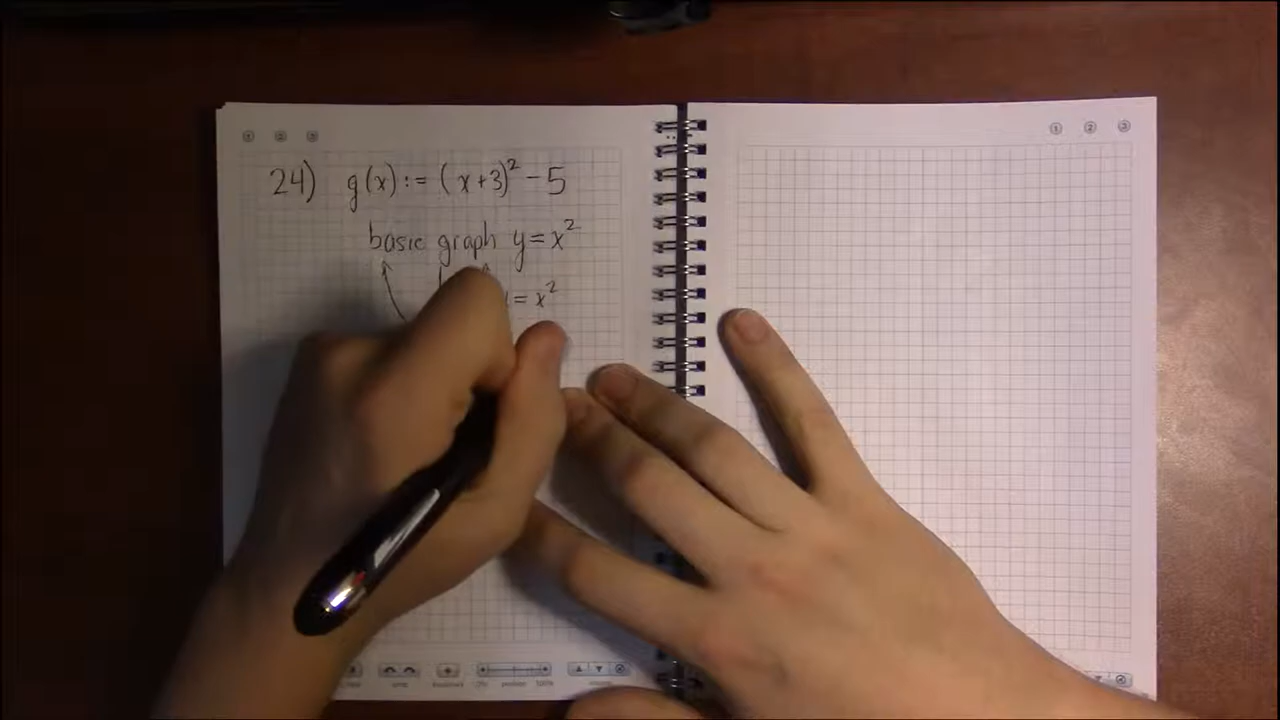 24) g(x) := (x+3)² - 5
basic graph y = x²
= x²